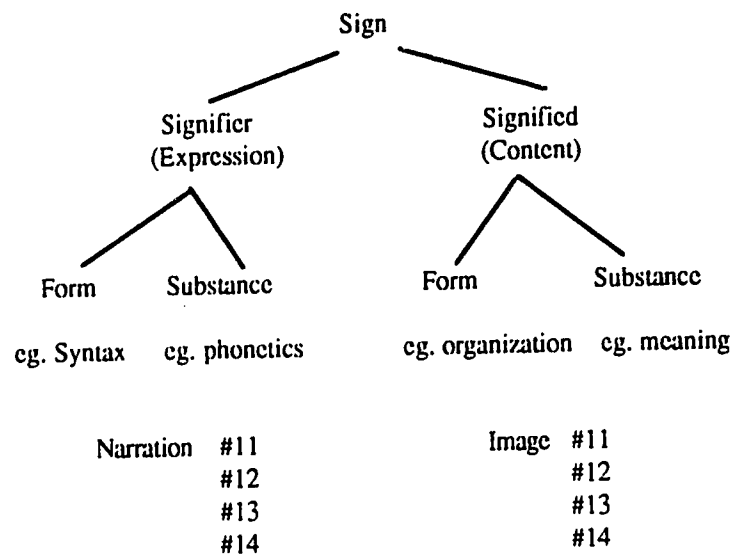 Sign
Signifier Signified
(Expression) (Content)
Form Substance Form Substance
eg. Syntax eg. phonetics eg. organization eg. meaning
Narration #11 Image #11
#12 #12
#13 #13
#14 #14